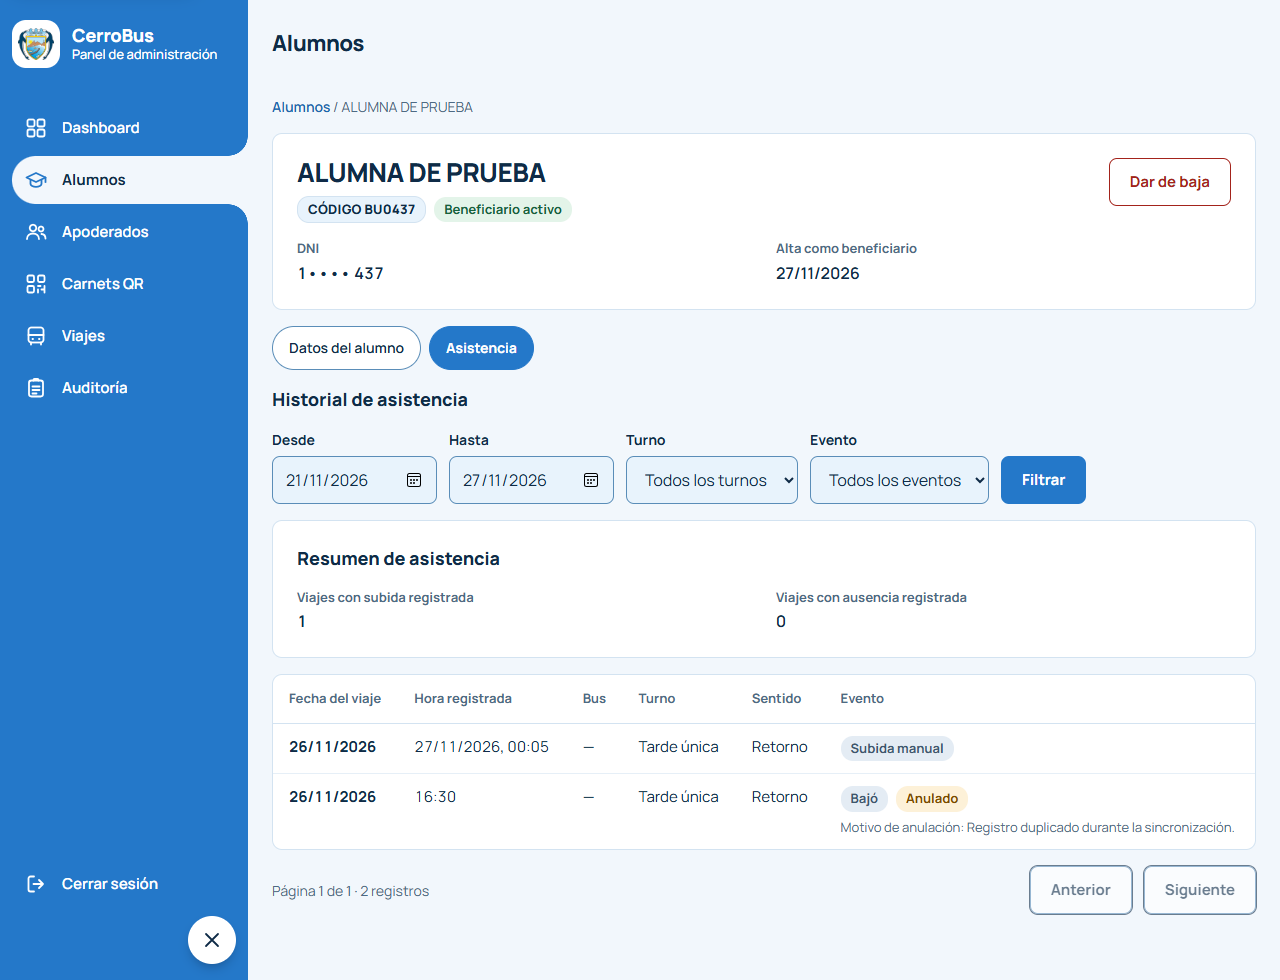 CerroBus
Panel de administración
Dashboard
Alumnos
Apoderados
Carnets QR
Viajes
Auditoría
Cerrar sesión
Alumnos
Alumnos / ALUMNA DE PRUEBA
ALUMNA DE PRUEBA
Dar de baja
CÓDIGO BU0437 Beneficiario activo
DNI Alta como beneficiario
1•••• 437 27/11/2026
Datos del alumno Asistencia
Historial de asistencia
Desde Hasta Turno Evento
21/11/2026 27/11/2026 Todos los turnos Todos los eventos Filtrar
Resumen de asistencia
Viajes con subida registrada Viajes con ausencia registrada
1 0
Fecha del viaje Hora registrada Bus Turno Sentido Evento
26/11/2026 27/11/2026, 00:05 — Tarde única Retorno Subida manual
26/11/2026 16:30 — Tarde única Retorno Bajó Anulado
Motivo de anulación: Registro duplicado durante la sincronización.
Página 1 de 1 · 2 registros Anterior Siguiente